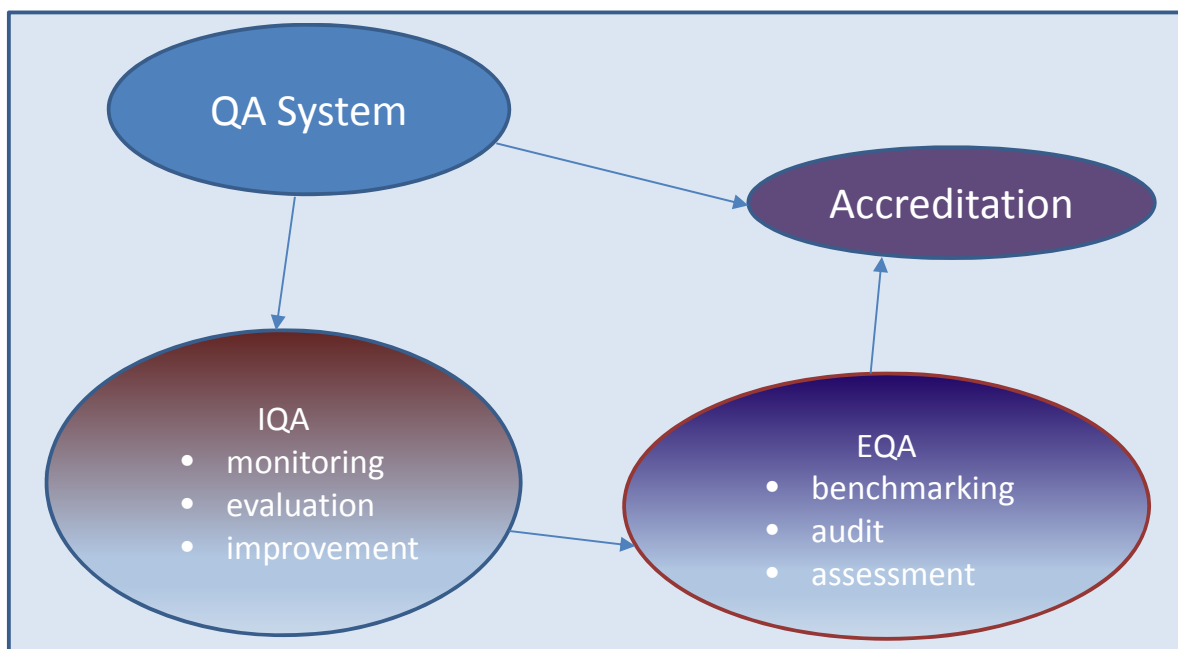 QA System
Accreditation
IQA
• monitoring
• evaluation
• improvement
EQA
• benchmarking
• audit
• assessment